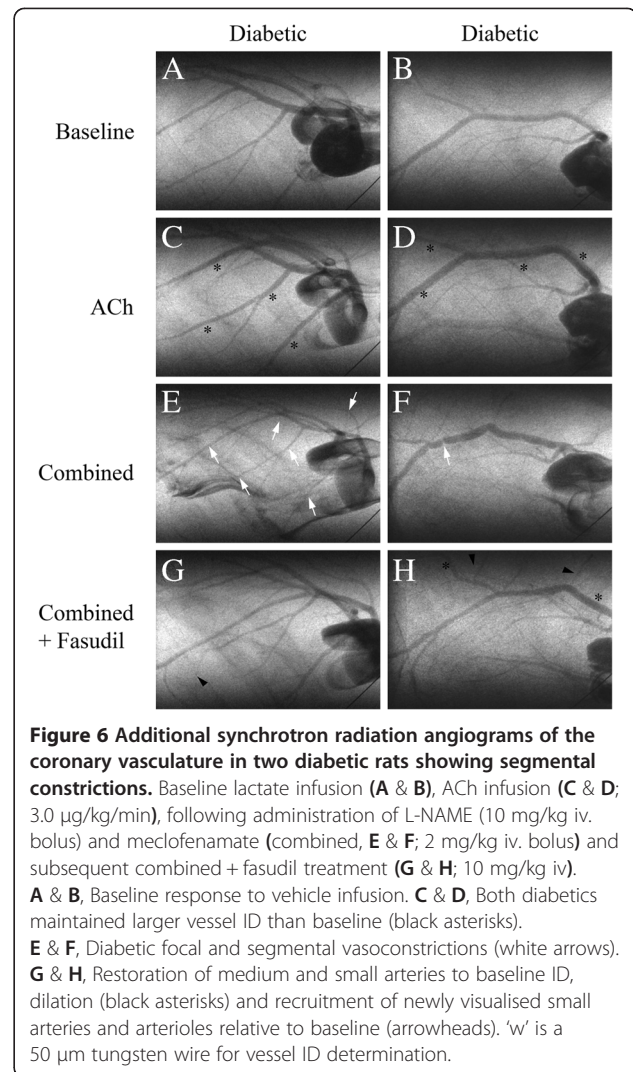 Diabetic Diabetic
Baseline
A B
ACh
C D
* * * * * * * *
Combined
E F
Combined
+ Fasudil
G H
* *
Figure 6 Additional synchrotron radiation angiograms of the
coronary vasculature in two diabetic rats showing segmental
constrictions. Baseline lactate infusion (A & B), ACh infusion (C & D;
3.0 μg/kg/min), following administration of L-NAME (10 mg/kg iv.
bolus) and meclofenamate (combined, E & F; 2 mg/kg iv. bolus) and
subsequent combined + fasudil treatment (G & H; 10 mg/kg iv).
A & B, Baseline response to vehicle infusion. C & D, Both diabetics
maintained larger vessel ID than baseline (black asterisks).
E & F, Diabetic focal and segmental vasoconstrictions (white arrows).
G & H, Restoration of medium and small arteries to baseline ID,
dilation (black asterisks) and recruitment of newly visualised small
arteries and arterioles relative to baseline (arrowheads). 'w' is a
50 μm tungsten wire for vessel ID determination.